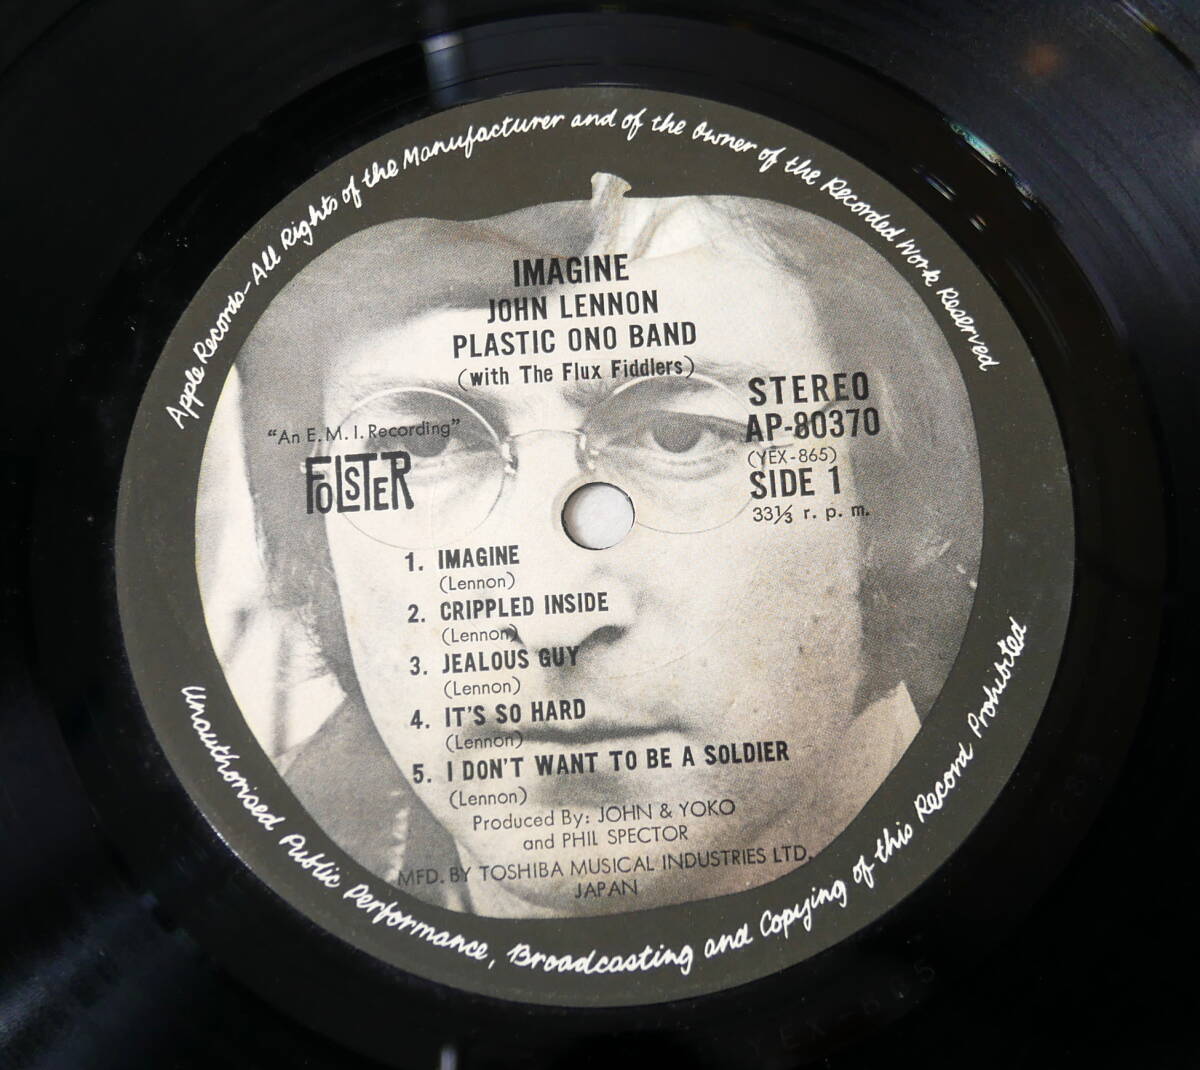 Apple Records-All Rights of the Manufacturer and of the Owner of the Recorded Work Reserved
IMAGINE
JOHN LENNON
PLASTIC ONO BAND
(with The Flux Fiddlers)
"An E.M.I. Recording"
FOLSTER
STEREO
AP-80370
(YEX-865)
SIDE 1
33⅓ r. p. m.
1. IMAGINE
(Lennon)
2. CRIPPLED INSIDE
(Lennon)
3. JEALOUS GUY
(Lennon)
4. IT'S SO HARD
(Lennon)
5. I DON'T WANT TO BE A SOLDIER
(Lennon)
Produced By: JOHN & YOKO
and PHIL SPECTOR
MFD. BY TOSHIBA MUSICAL INDUSTRIES LTD.
JAPAN
Unauthorised Public Performance, Broadcasting and Copying of this Record Prohibited